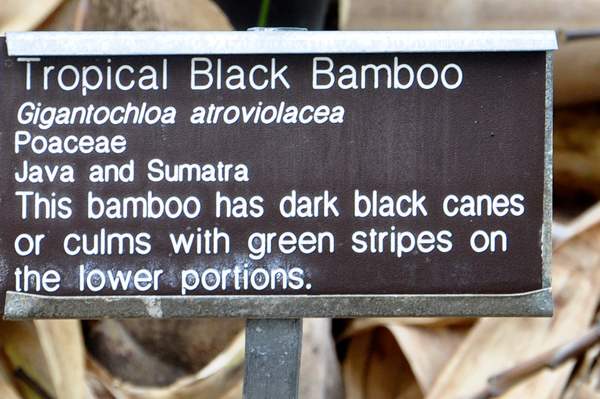 Tropical Black Bamboo
Gigantochloa atroviolacea
Poaceae
Java and Sumatra
This bamboo has dark black canes
or culms with green stripes on
the lower portions.